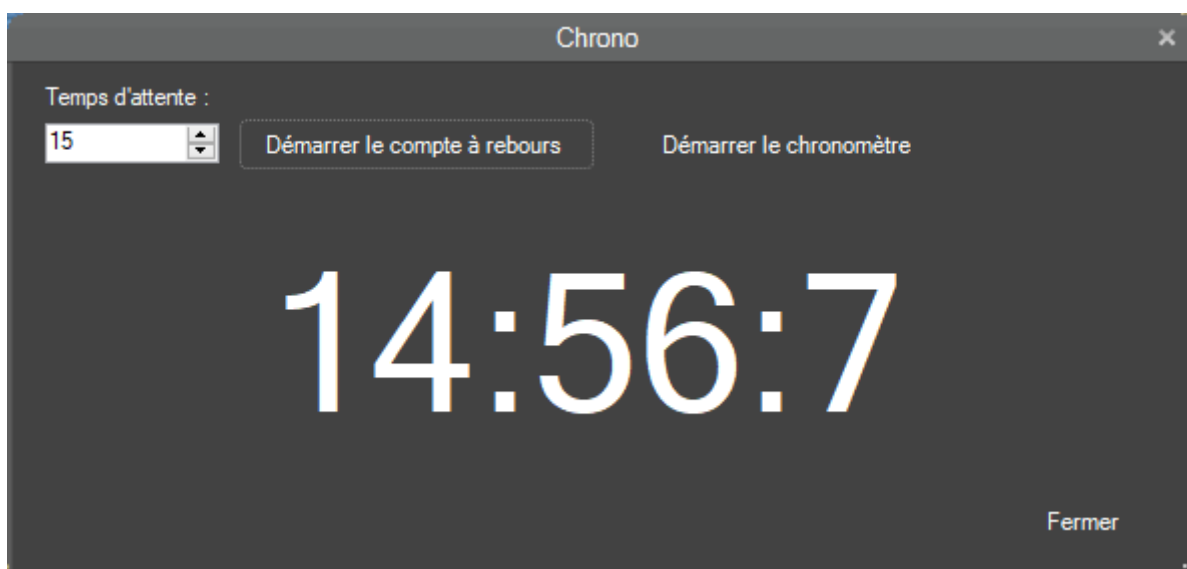 Chrono
Temps d'attente :
15
Démarrer le compte à rebours
Démarrer le chronomètre
14:56:7
Fermer